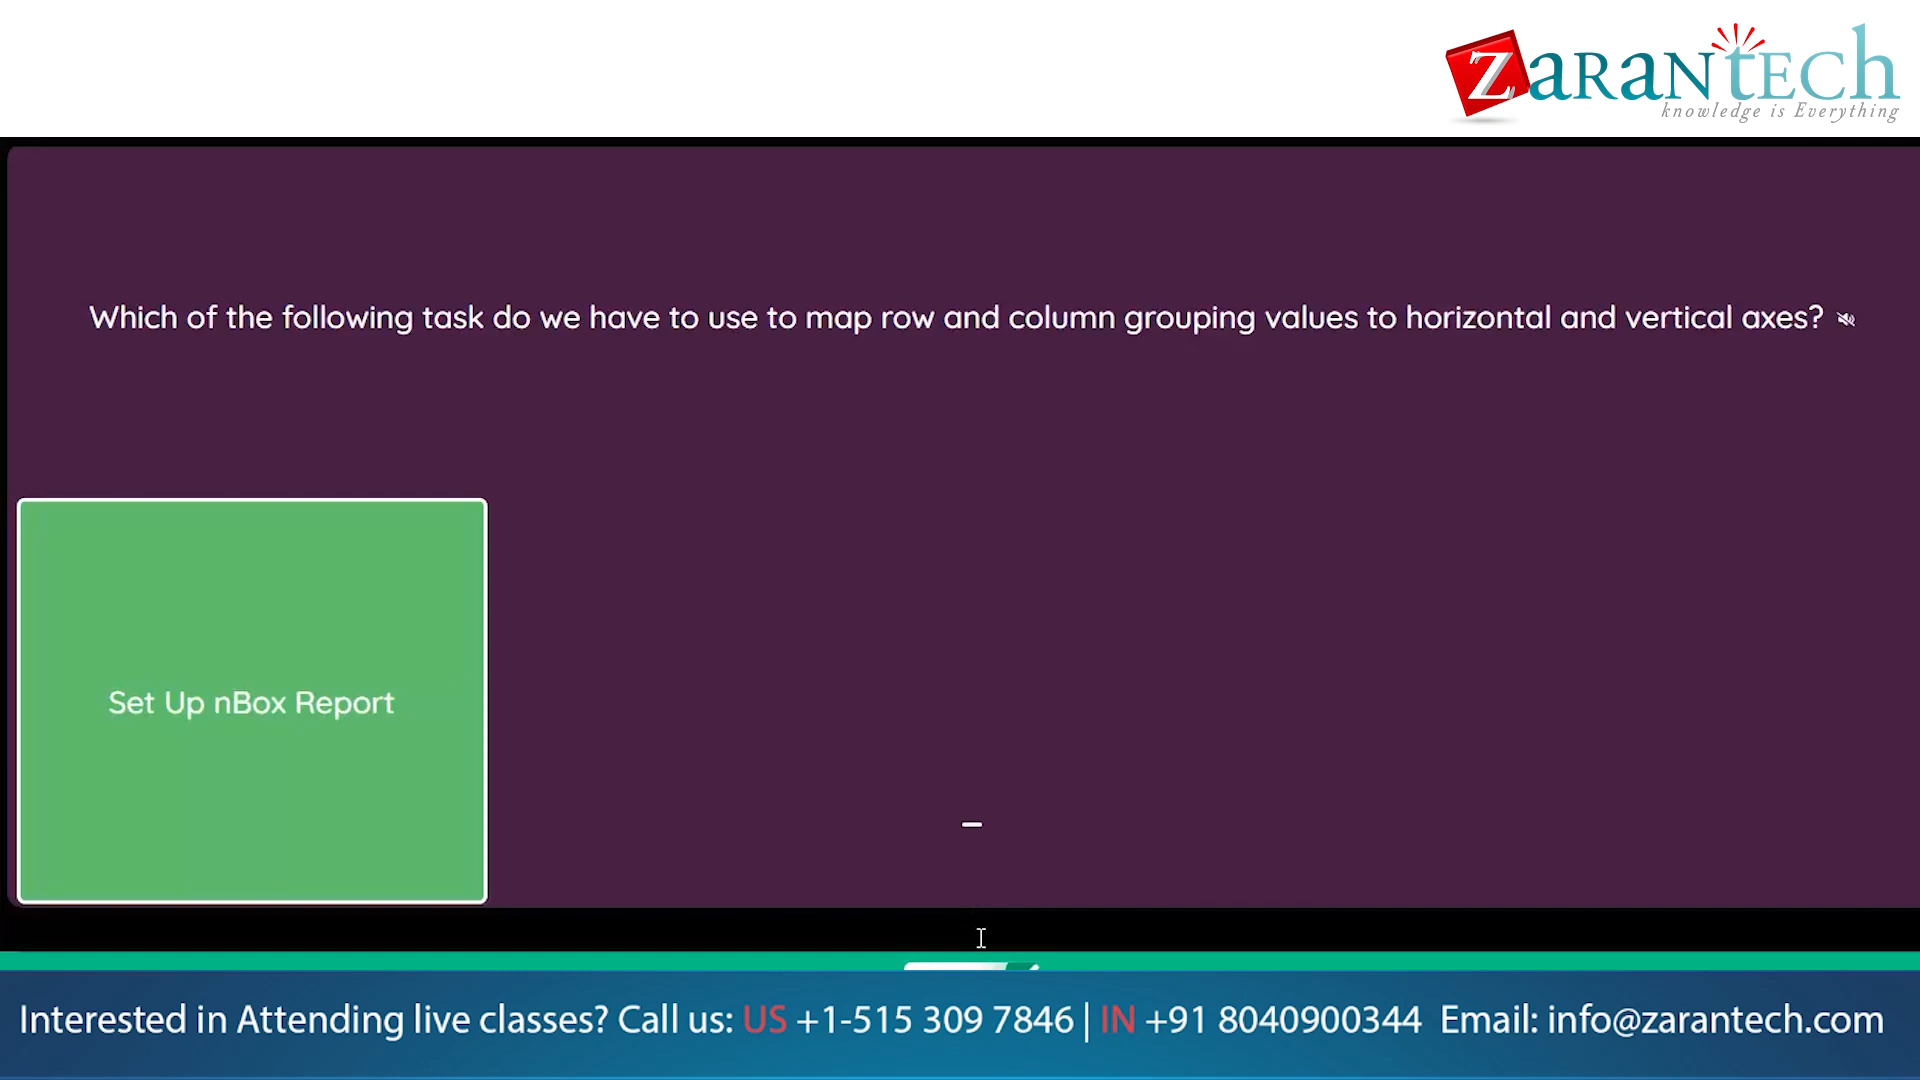 ZaranTech
knowledge is Everything
Which of the following task do we have to use to map row and column grouping values to horizontal and vertical axes?
Set Up nBox Report
Interested in Attending live classes? Call us: US +1-515 309 7846 | IN +91 8040900344 Email: info@zarantech.com